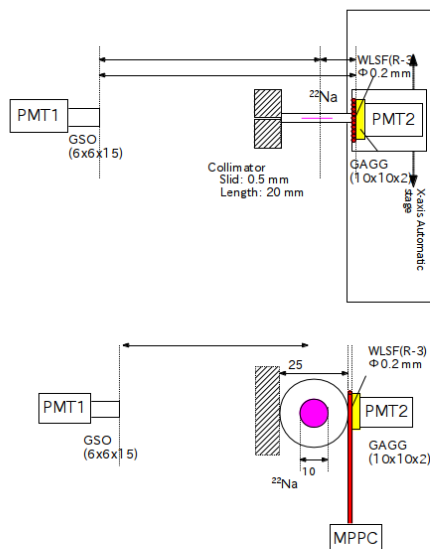 WLSF(R-3)
Φ0.2 mm
²²Na
PMT1
PMT2
GSO
(6x6x15)
Collimator
Slid: 0.5 mm
Length: 20 mm
GAGG
(10x10x2)
X-axis Automatic
stage
WLSF(R-3)
Φ0.2 mm
25
PMT1
PMT2
GSO
(6x6x15)
GAGG
(10x10x2)
10
²²Na
MPPC